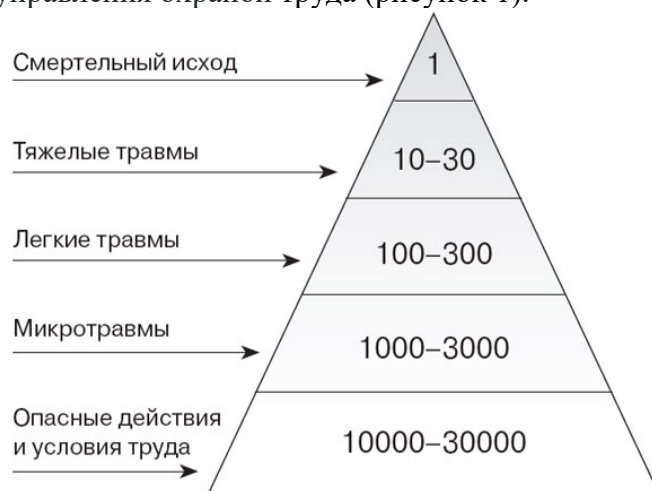 управления охраной труда (рисунок 1).
Смертельный исход
1
Тяжелые травмы
10–30
Легкие травмы
100–300
Микротравмы
1000–3000
Опасные действия
и условия труда
10000–30000